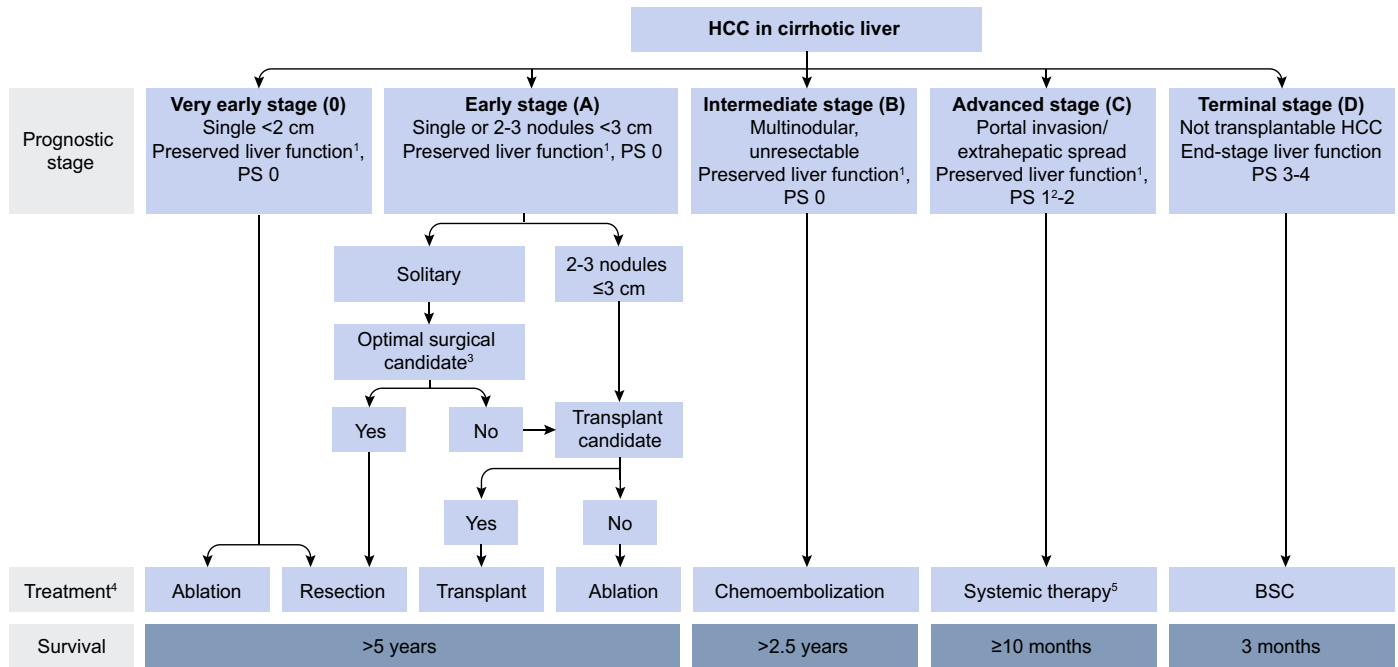 HCC in cirrhotic liver
Prognostic
stage
Very early stage (0)
Single <2 cm
Preserved liver function¹,
PS 0
Early stage (A)
Single or 2-3 nodules <3 cm
Preserved liver function¹, PS 0
Intermediate stage (B)
Multinodular,
unresectable
Preserved liver function¹,
PS 0
Advanced stage (C)
Portal invasion/
extrahepatic spread
Preserved liver function¹,
PS 1²-2
Terminal stage (D)
Not transplantable HCC
End-stage liver function
PS 3-4
Solitary
2-3 nodules
≤3 cm
Optimal surgical
candidate³
Yes
No
Transplant
candidate
Yes
No
Treatment⁴
Ablation
Resection
Transplant
Ablation
Chemoembolization
Systemic therapy⁵
BSC
Survival
>5 years
>2.5 years
≥10 months
3 months